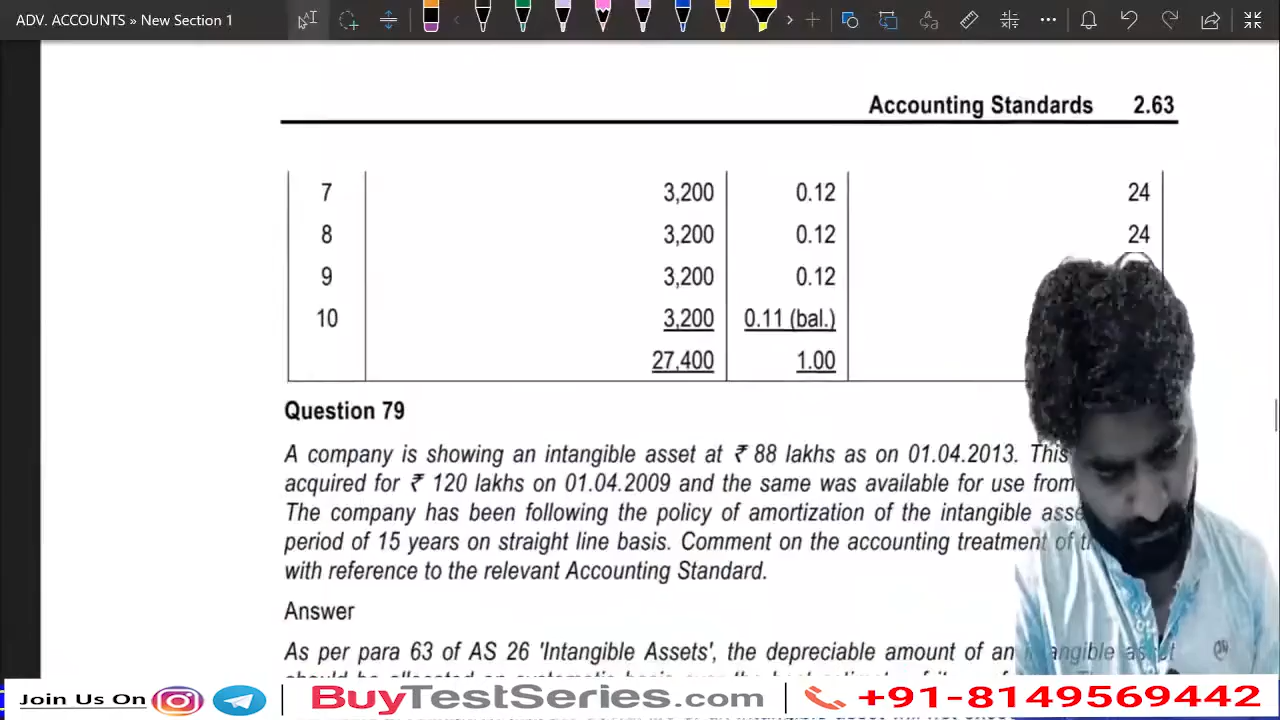 ADV. ACCOUNTS » New Section 1
Accounting Standards 2.63
7 3,200 0.12 24
8 3,200 0.12 24
9 3,200 0.12
10 3,200 0.11 (bal.)
27,400 1.00
Question 79
A company is showing an intangible asset at ₹ 88 lakhs as on 01.04.2013. This
acquired for ₹ 120 lakhs on 01.04.2009 and the same was available for use from
The company has been following the policy of amortization of the intangible
period of 15 years on straight line basis. Comment on the accounting treatment of
with reference to the relevant Accounting Standard.
Answer
As per para 63 of AS 26 'Intangible Assets', the depreciable amount of an intangible asset
Join Us On BuyTestSeries.com +91-8149569442